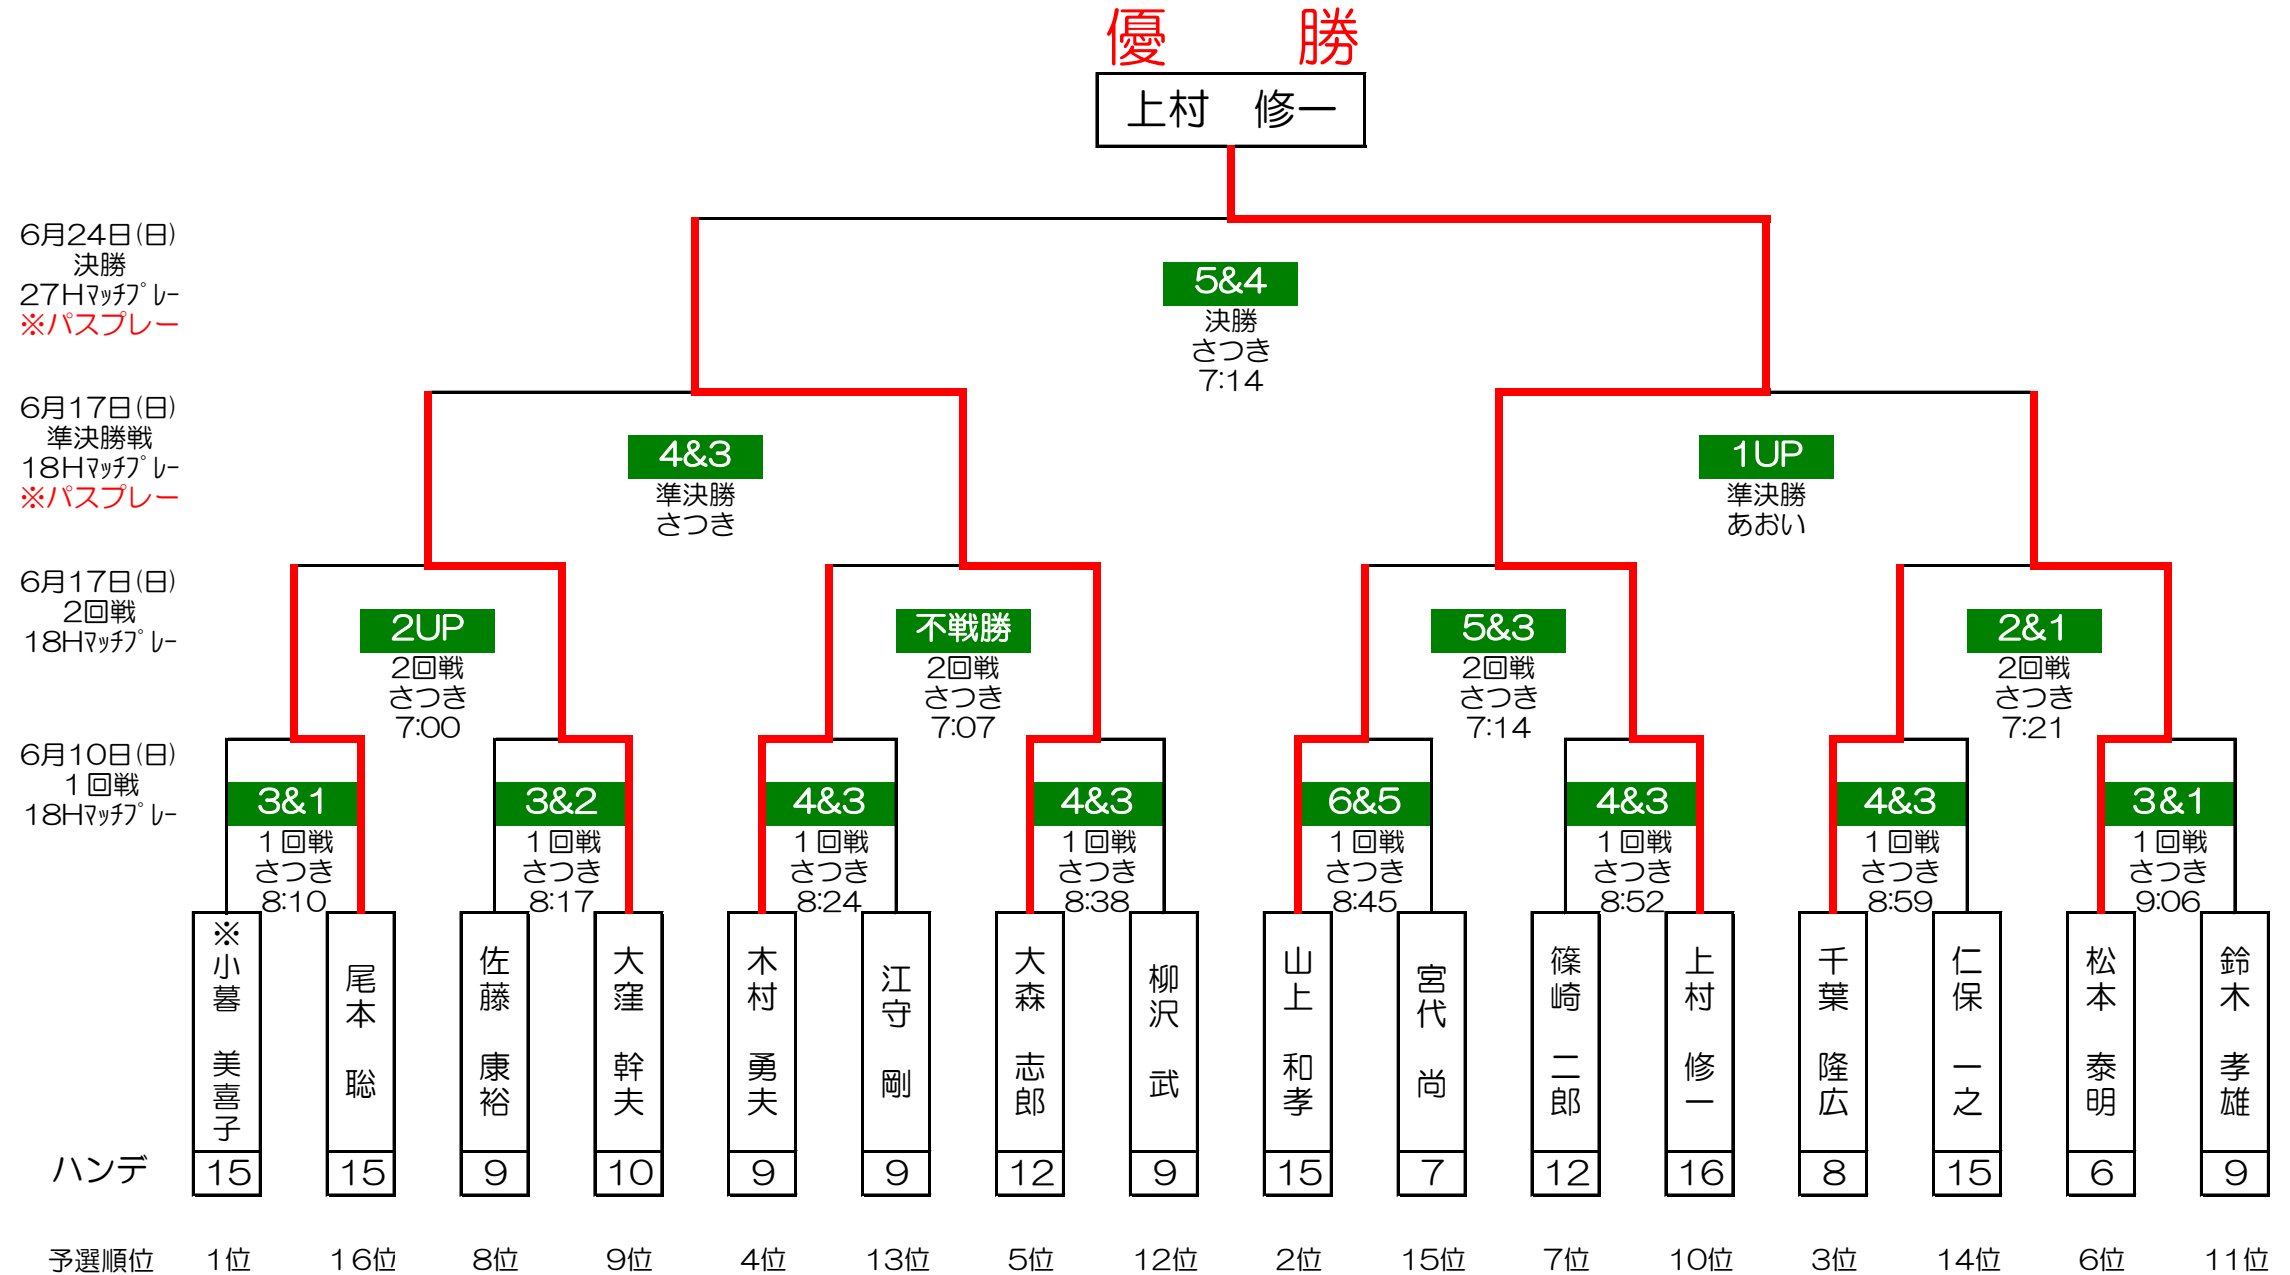 優　勝
上村　修一
6月24日(日)
決勝
27Hﾏｯﾁﾌﾟﾚｰ
※パスプレー
5&4
決勝
さつき
7:14
6月17日(日)
準決勝戦
18Hﾏｯﾁﾌﾟﾚｰ
※パスプレー
4&3
準決勝
さつき
1UP
準決勝
あおい
6月17日(日)
2回戦
18Hﾏｯﾁﾌﾟﾚｰ
2UP
2回戦
さつき
7:00
不戦勝
2回戦
さつき
7:07
5&3
2回戦
さつき
7:14
2&1
2回戦
さつき
7:21
6月10日(日)
1回戦
18Hﾏｯﾁﾌﾟﾚｰ
3&1
1回戦
さつき
8:10
3&2
1回戦
さつき
8:17
4&3
1回戦
さつき
8:24
4&3
1回戦
さつき
8:38
6&5
1回戦
さつき
8:45
4&3
1回戦
さつき
8:52
4&3
1回戦
さつき
8:59
3&1
1回戦
さつき
9:06
※小暮　美喜子
尾本　聡
佐藤　康裕
大窪　幹夫
木村　勇夫
江守　剛
大森　志郎
柳沢　武
山上　和孝
宮代　尚
篠崎　二郎
上村　修一
千葉　隆広
仁保　一之
松本　泰明
鈴木　孝雄
ハンデ 15 15 9 10 9 9 12 9 15 7 12 16 8 15 6 9
予選順位 1位 16位 8位 9位 4位 13位 5位 12位 2位 15位 7位 10位 3位 14位 6位 11位